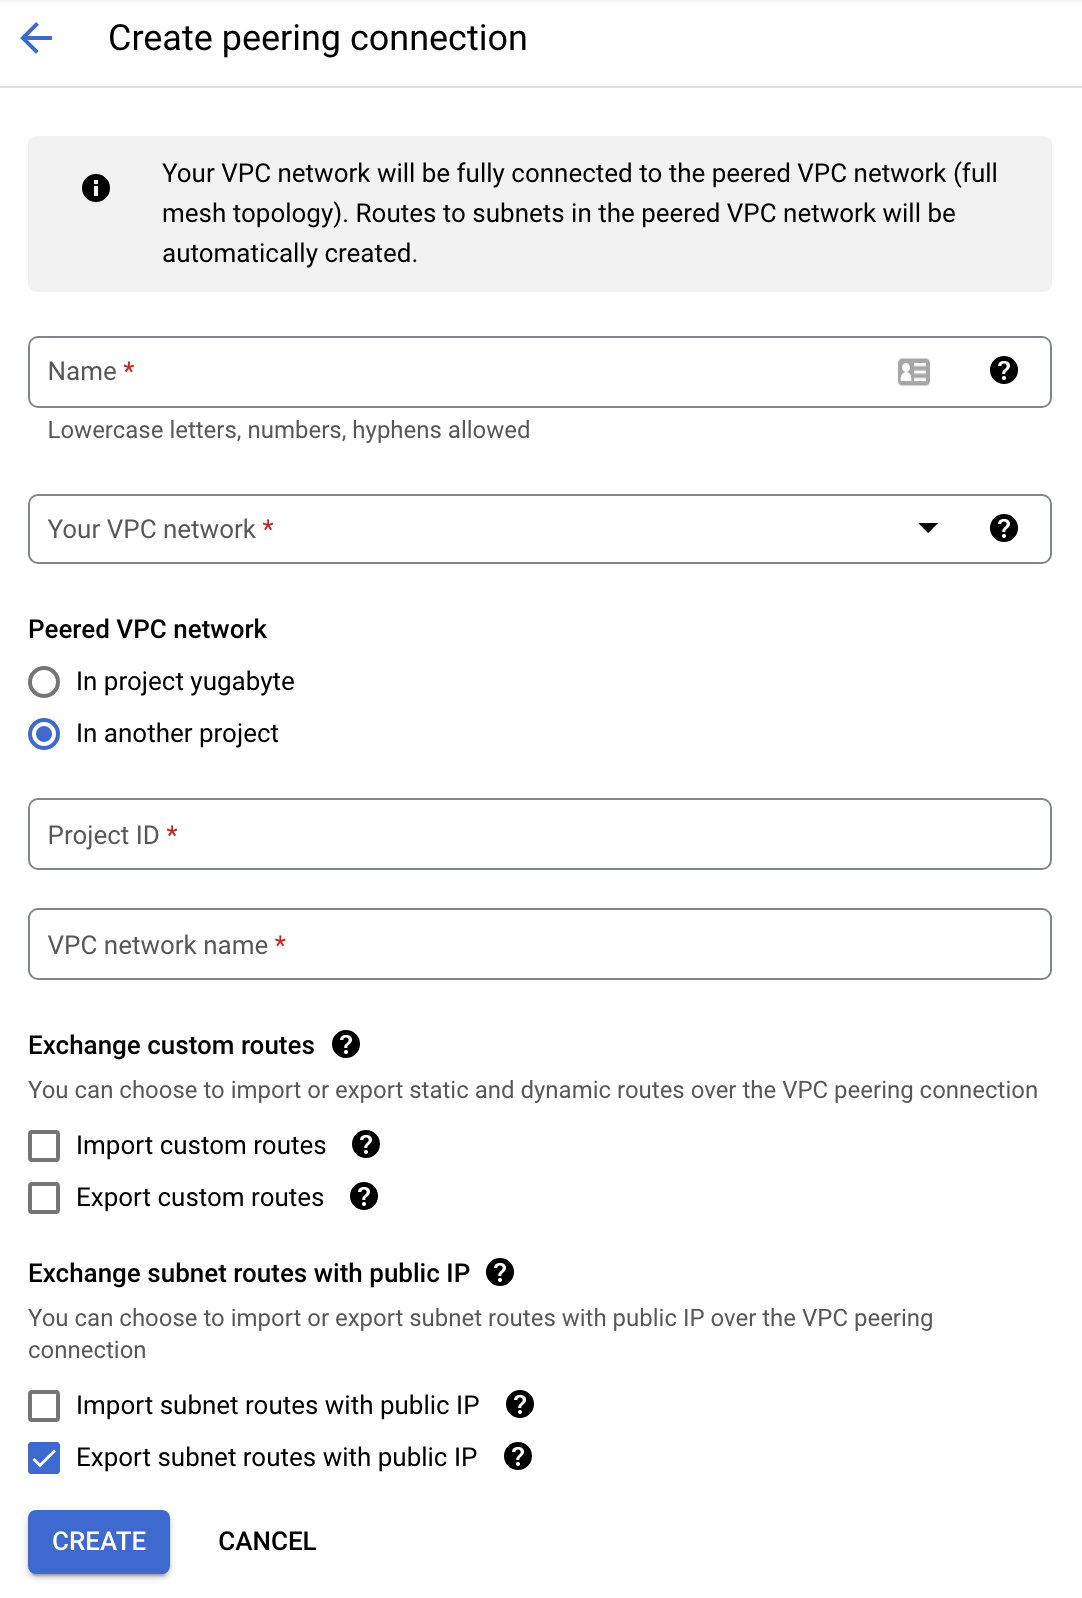 Create peering connection
Your VPC network will be fully connected to the peered VPC network (full
mesh topology). Routes to subnets in the peered VPC network will be
automatically created.
Name *
Lowercase letters, numbers, hyphens allowed
Your VPC network *
Peered VPC network
In project yugabyte
In another project
Project ID *
VPC network name *
Exchange custom routes
You can choose to import or export static and dynamic routes over the VPC peering connection
Import custom routes
Export custom routes
Exchange subnet routes with public IP
You can choose to import or export subnet routes with public IP over the VPC peering
connection
Import subnet routes with public IP
Export subnet routes with public IP
CREATE CANCEL